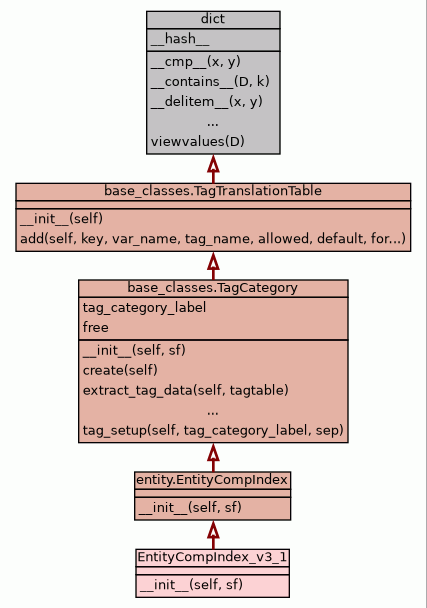 dict
__hash__
__cmp__(x, y)
__contains__(D, k)
__delitem__(x, y)
...
viewvalues(D)
base_classes.TagTranslationTable
__init__(self)
add(self, key, var_name, tag_name, allowed, default, for...)
base_classes.TagCategory
tag_category_label
free
__init__(self, sf)
create(self)
extract_tag_data(self, tagtable)
...
tag_setup(self, tag_category_label, sep)
entity.EntityCompIndex
__init__(self, sf)
EntityCompIndex_v3_1
__init__(self, sf)